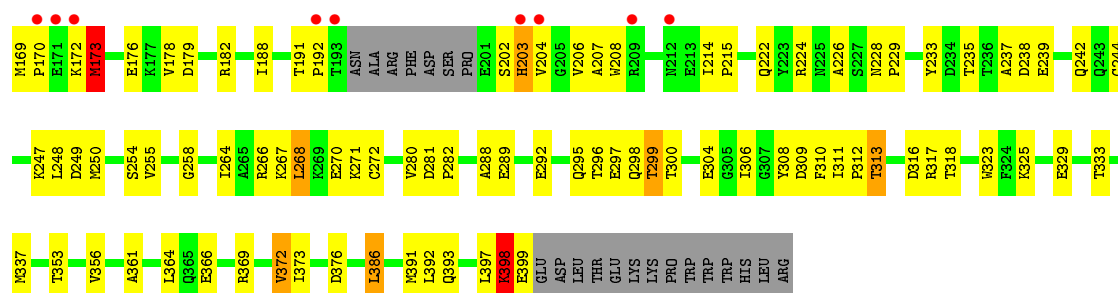 M169 P170 E171 K172 M173 E176 K177 V178 D179 R182 I188 T191 P192 T193 ASN ALA ARG PHE ASP SER PRO E201 S202 H203 V204 G205 V206 A207 W208 R209 N212 E213 I214 P215 Q222 Y223 R224 N225 A226 S227 N228 P229 Y233 D234 T235 T236 A237 D238 E239 Q242 Q243
K247 L248 D249 M250 S254 V255 G258 I264 A265 R266 K267 L268 K269 E270 K271 C272 V280 D281 P282 A288 E289 E292 Q295 T296 E297 Q298 T299 T300 E304 G305 I306 G307 Y308 D309 F310 I311 P312 T313 D316 R317 T318 W323 F324 K325 E329 T333
M337 T353 V356 A361 L364 Q365 E366 R369 V372 I373 D376 L386 M391 L392 Q393 L397 K398 E399 GLU ASP LEU THR GLU LYS LYS PRO TRP TRP TRP HIS LEU ARG